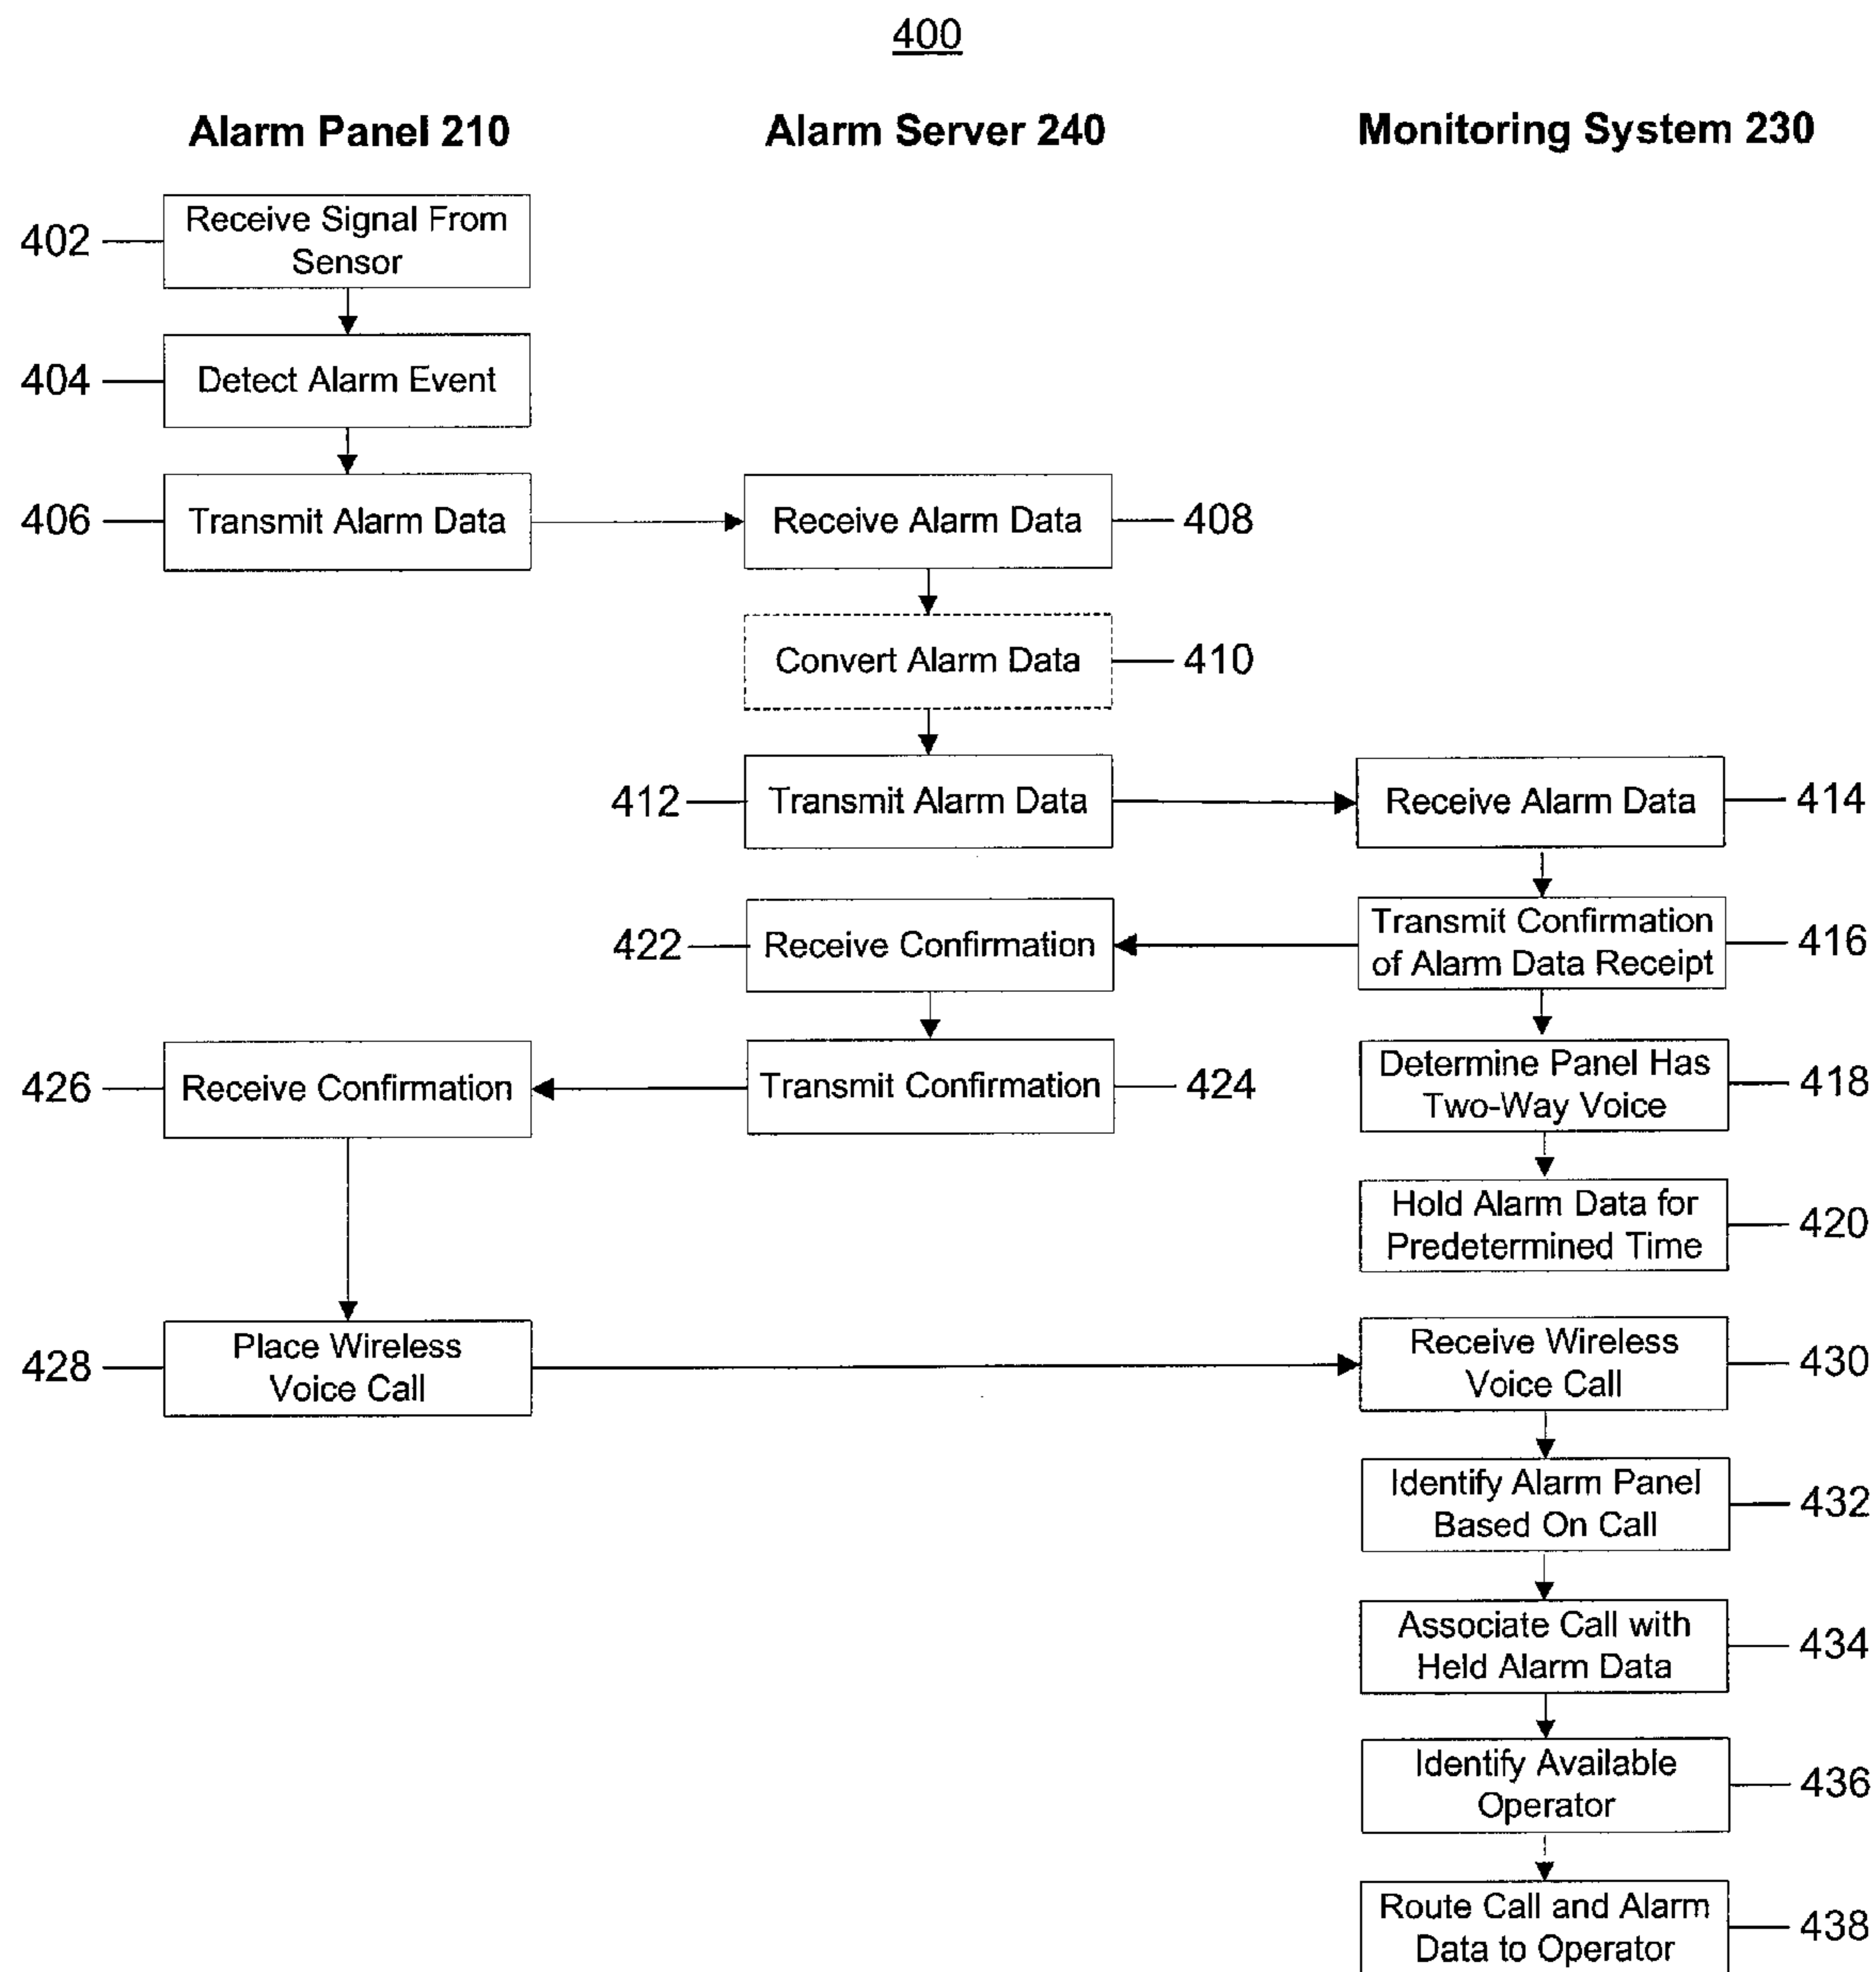 400
Alarm Panel 210
Alarm Server 240
Monitoring System 230
402
Receive Signal From
Sensor
404
Detect Alarm Event
406
Transmit Alarm Data
Receive Alarm Data
408
Convert Alarm Data
410
412
Transmit Alarm Data
Receive Alarm Data
414
422
Receive Confirmation
Transmit Confirmation
of Alarm Data Receipt
416
426
Receive Confirmation
Transmit Confirmation
424
Determine Panel Has
Two-Way Voice
418
Hold Alarm Data for
Predetermined Time
420
428
Place Wireless
Voice Call
Receive Wireless
Voice Call
430
Identify Alarm Panel
Based On Call
432
Associate Call with
Held Alarm Data
434
Identify Available
Operator
436
Route Call and Alarm
Data to Operator
438